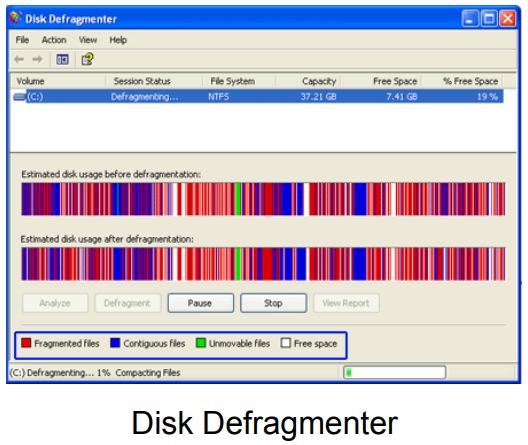 Disk Defragmenter
File Action View Help
Volume Session Status File System Capacity Free Space % Free Space
(C:) Defragmenting... NTFS 37.21 GB 7.41 GB 19 %
Estimated disk usage before defragmentation:
Estimated disk usage after defragmentation:
Analyze Defragment Pause Stop View Report
Fragmented files Contiguous files Unmovable files Free space
(C:) Defragmenting... 1% Compacting Files
Disk Defragmenter